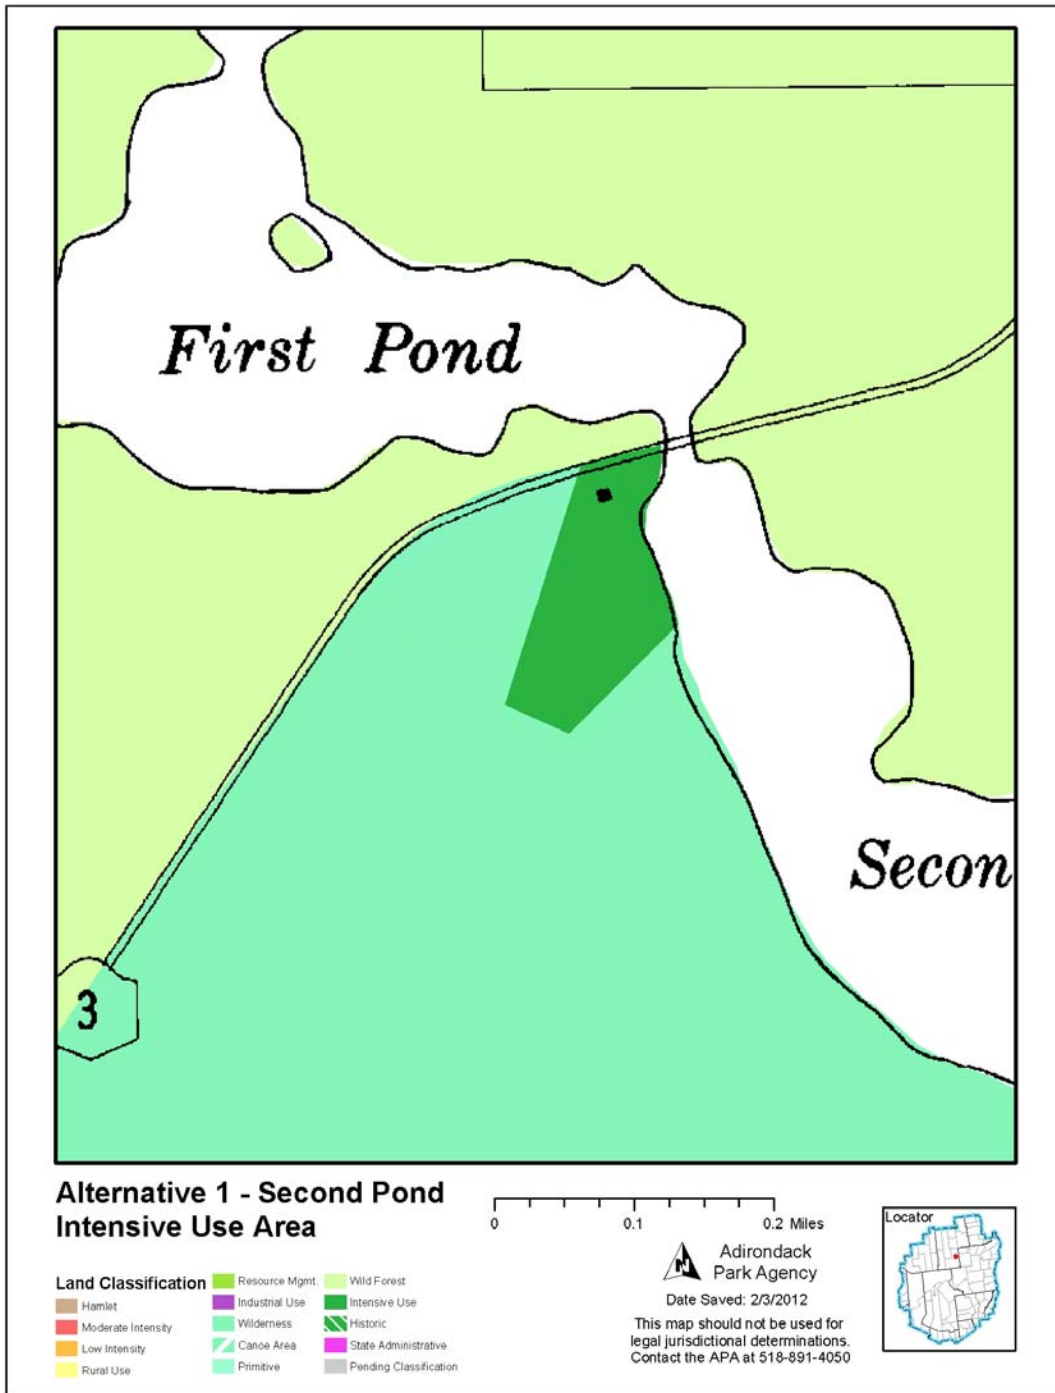 First Pond
Secon
3
Alternative 1 - Second Pond
Intensive Use Area
0 0.1 0.2 Miles
Land Classification
Hamlet
Moderate Intensity
Low Intensity
Rural Use
Resource Mgmt.
Industrial Use
Wilderness
Canoe Area
Primitive
Wild Forest
Intensive Use
Historic
State Administrative
Pending Classification
N
Adirondack
Park Agency
Date Saved: 2/3/2012
This map should not be used for
legal jurisdictional determinations.
Contact the APA at 518-891-4050
Locator